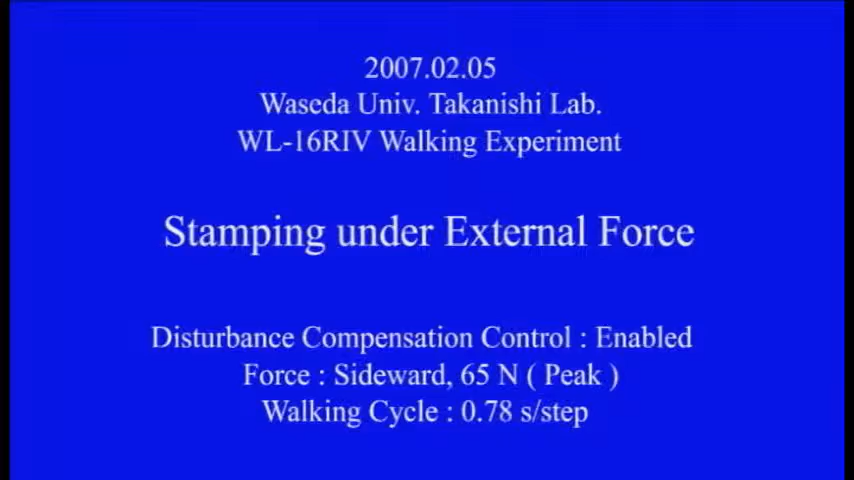 2007.02.05
Waseda Univ. Takanishi Lab.
WL-16RIV Walking Experiment
Stamping under External Force
Disturbance Compensation Control : Enabled
Force : Sideward, 65 N ( Peak )
Walking Cycle : 0.78 s/step